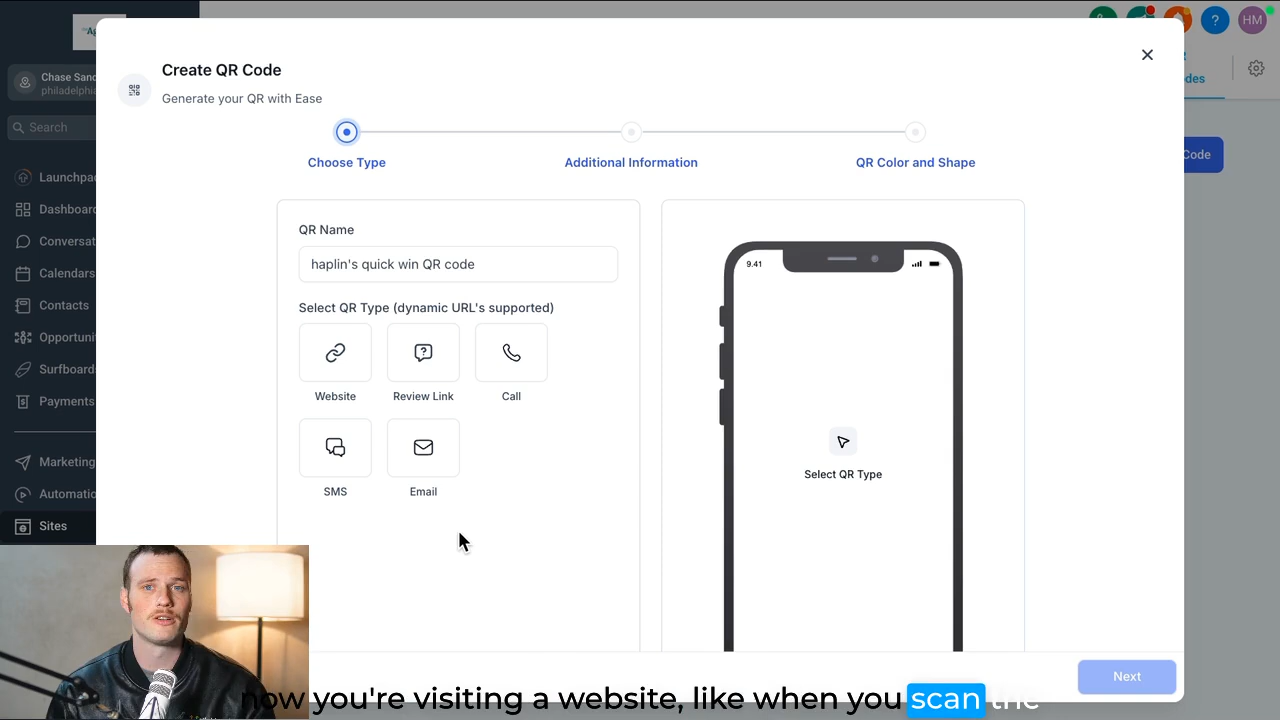 HM
Create QR Code
Chase Sand
philadelphia
Generate your QR with Ease
odes
Search
Code
Choose Type
Additional Information
QR Color and Shape
Launchpad
Dashboard
Conversat
Calendars
Contacts
Opportuni
Surfboard
Payments
Marketing
Automatio
Sites
QR Name
haplin's quick win QR code
Select QR Type (dynamic URL's supported)
Website
Review Link
Call
SMS
Email
9.41
Select QR Type
Next
now you're visiting a website, like when you scan the